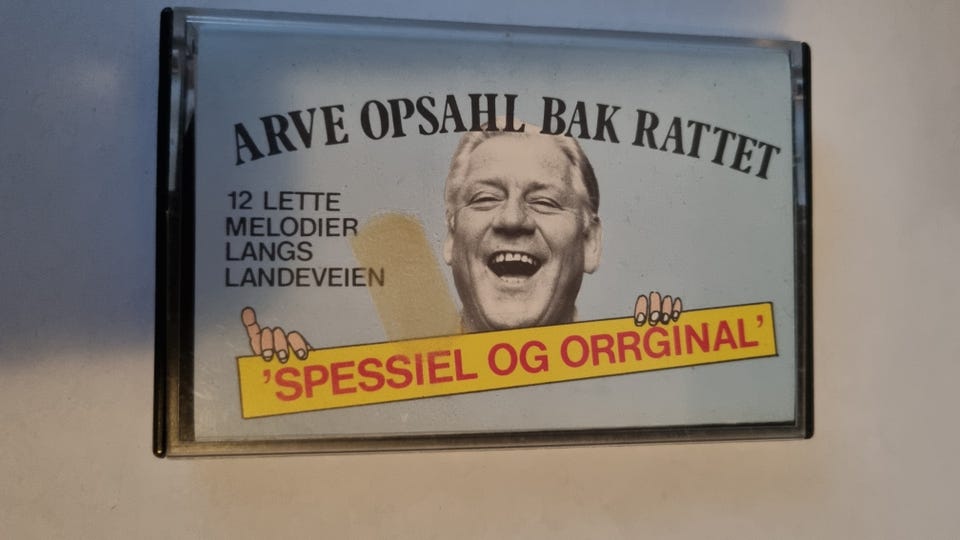 ARVE OPSAHL BAK RATTET
12 LETTE
MELODIER
LANGS
LANDEVEIEN
'SPESSIEL OG ORRGINAL'